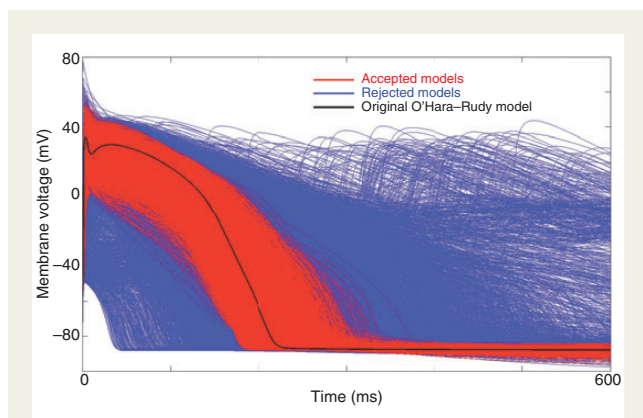 80
40
0
−40
−80
Membrane voltage (mV)
Accepted models
Rejected models
Original O'Hara–Rudy model
0
600
Time (ms)